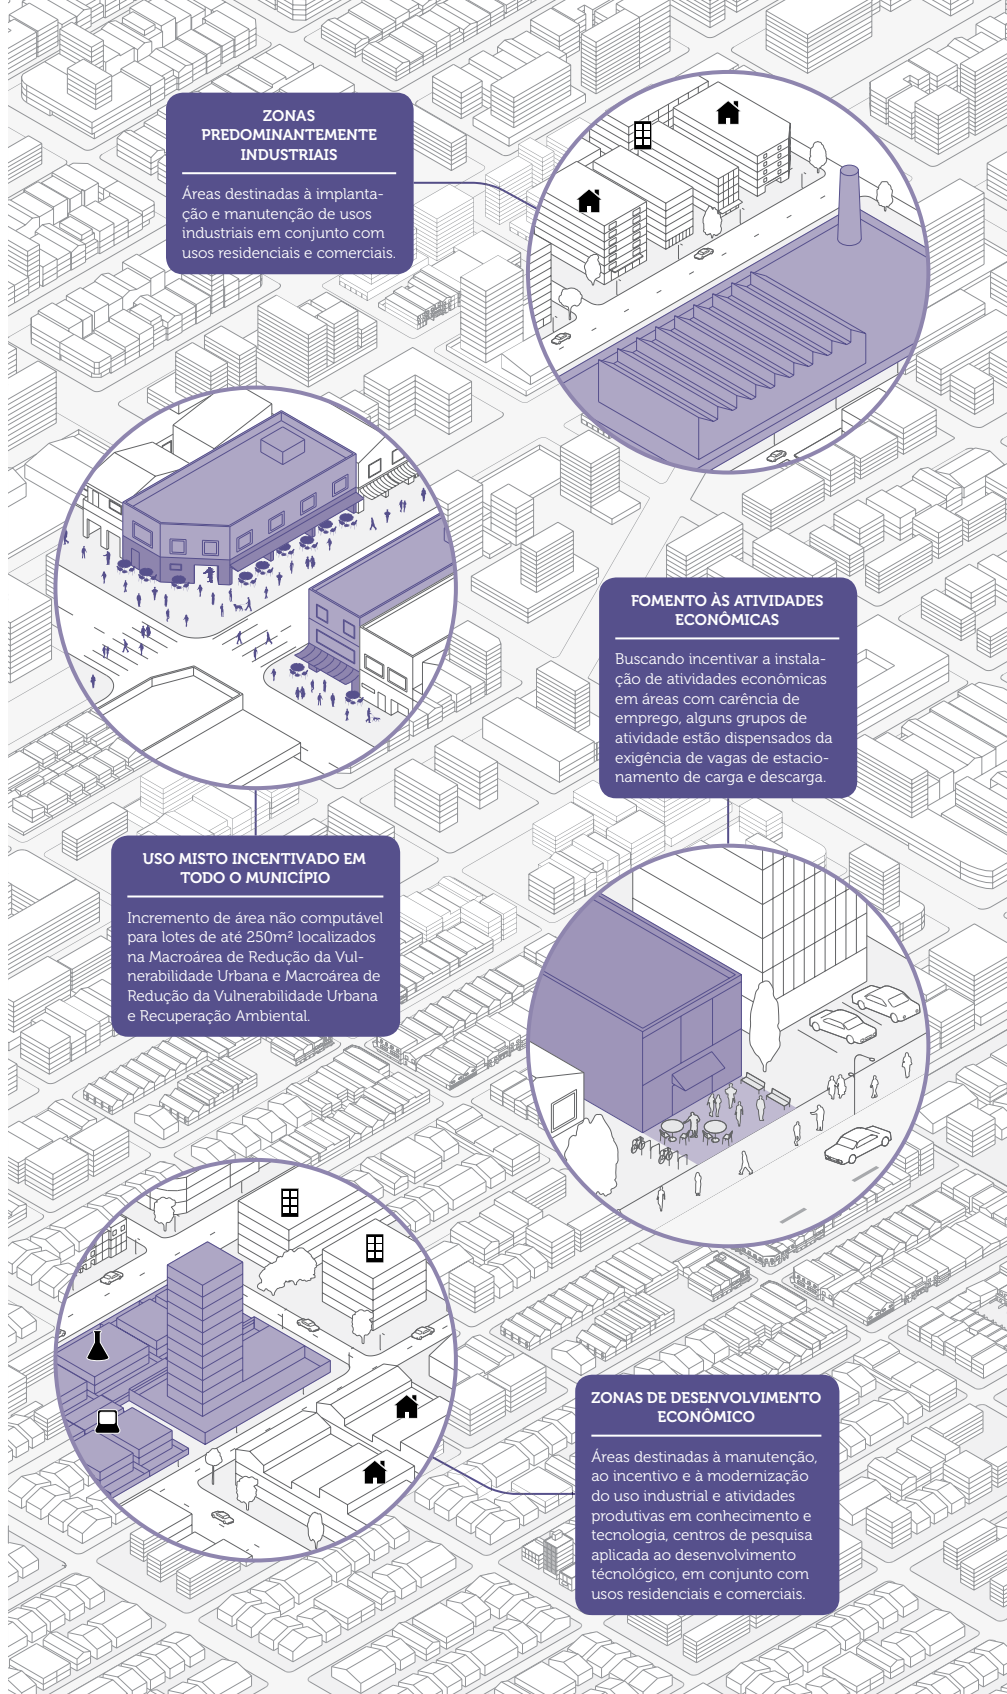 ZONAS
PREDOMINANTEMENTE
INDUSTRIAIS
Áreas destinadas à implanta-
ção e manutenção de usos
industriais em conjunto com
usos residenciais e comerciais.
FOMENTO ÀS ATIVIDADES
ECONÔMICAS
Buscando incentivar a instala-
ção de atividades econômicas
em áreas com carência de
emprego, alguns grupos de
atividade estão dispensados da
exigência de vagas de estacio-
namento de carga e descarga.
USO MISTO INCENTIVADO EM
TODO O MUNICÍPIO
Incremento de área não computável
para lotes de até 250m² localizados
na Macroárea de Redução da Vul-
nerabilidade Urbana e Macroárea de
Redução da Vulnerabilidade Urbana
e Recuperação Ambiental.
ZONAS DE DESENVOLVIMENTO
ECONÔMICO
Áreas destinadas à manutenção,
ao incentivo e à modernização
do uso industrial e atividades
produtivas em conhecimento e
tecnologia, centros de pesquisa
aplicada ao desenvolvimento
técnológico, em conjunto com
usos residenciais e comerciais.